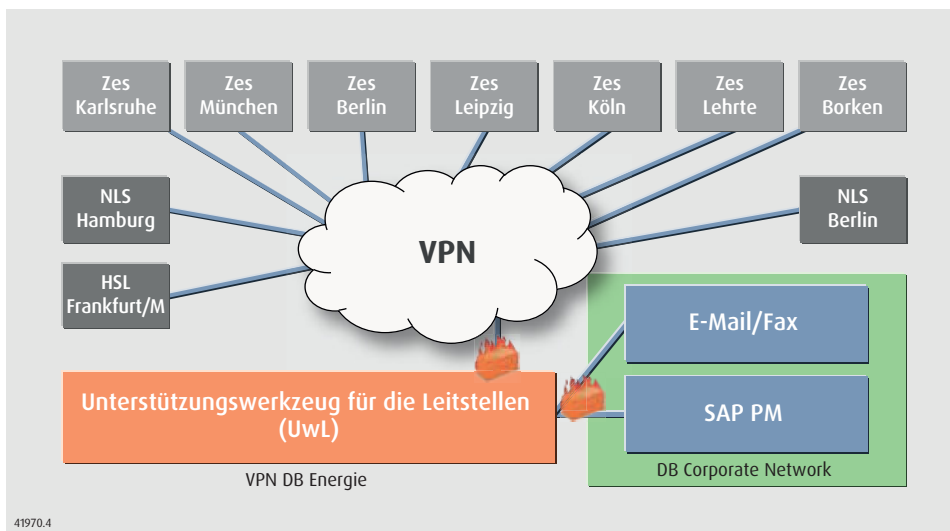 Zes
Karlsruhe
Zes
München
Zes
Berlin
Zes
Leipzig
Zes
Köln
Zes
Lehrte
Zes
Borken
NLS
Hamburg
NLS
Berlin
VPN
HSL
Frankfurt/M
E-Mail/Fax
Unterstützungswerkzeug für die Leitstellen
(UwL)
SAP PM
VPN DB Energie
DB Corporate Network
41970.4